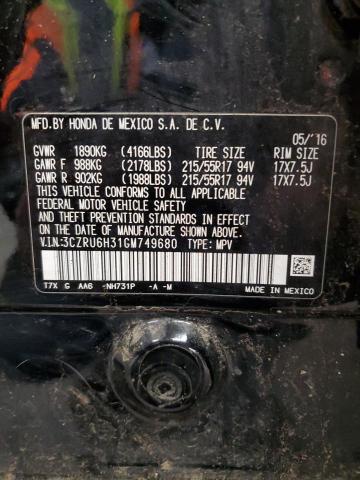 MFD.BY HONDA DE MEXICO S.A. DE C.V.
05/'16
GVWR 1890KG (4166LBS) TIRE SIZE RIM SIZE
GAWR F 988KG (2178LBS) 215/55R17 94V 17X7.5J
GAWR R 902KG (1988LBS) 215/55R17 94V 17X7.5J
THIS VEHICLE CONFORMS TO ALL APPLICABLE
FEDERAL MOTOR VEHICLE SAFETY AND THEFT PREVENTION
STANDARDS IN EFFECT ON THE DATE OF MANUFACTURE SHOWN ABOVE.
V.I.N:3CZRU6H31GM749680 TYPE: MPV
T7X G AA6 -NH731P -A -M
MADE IN MEXICO